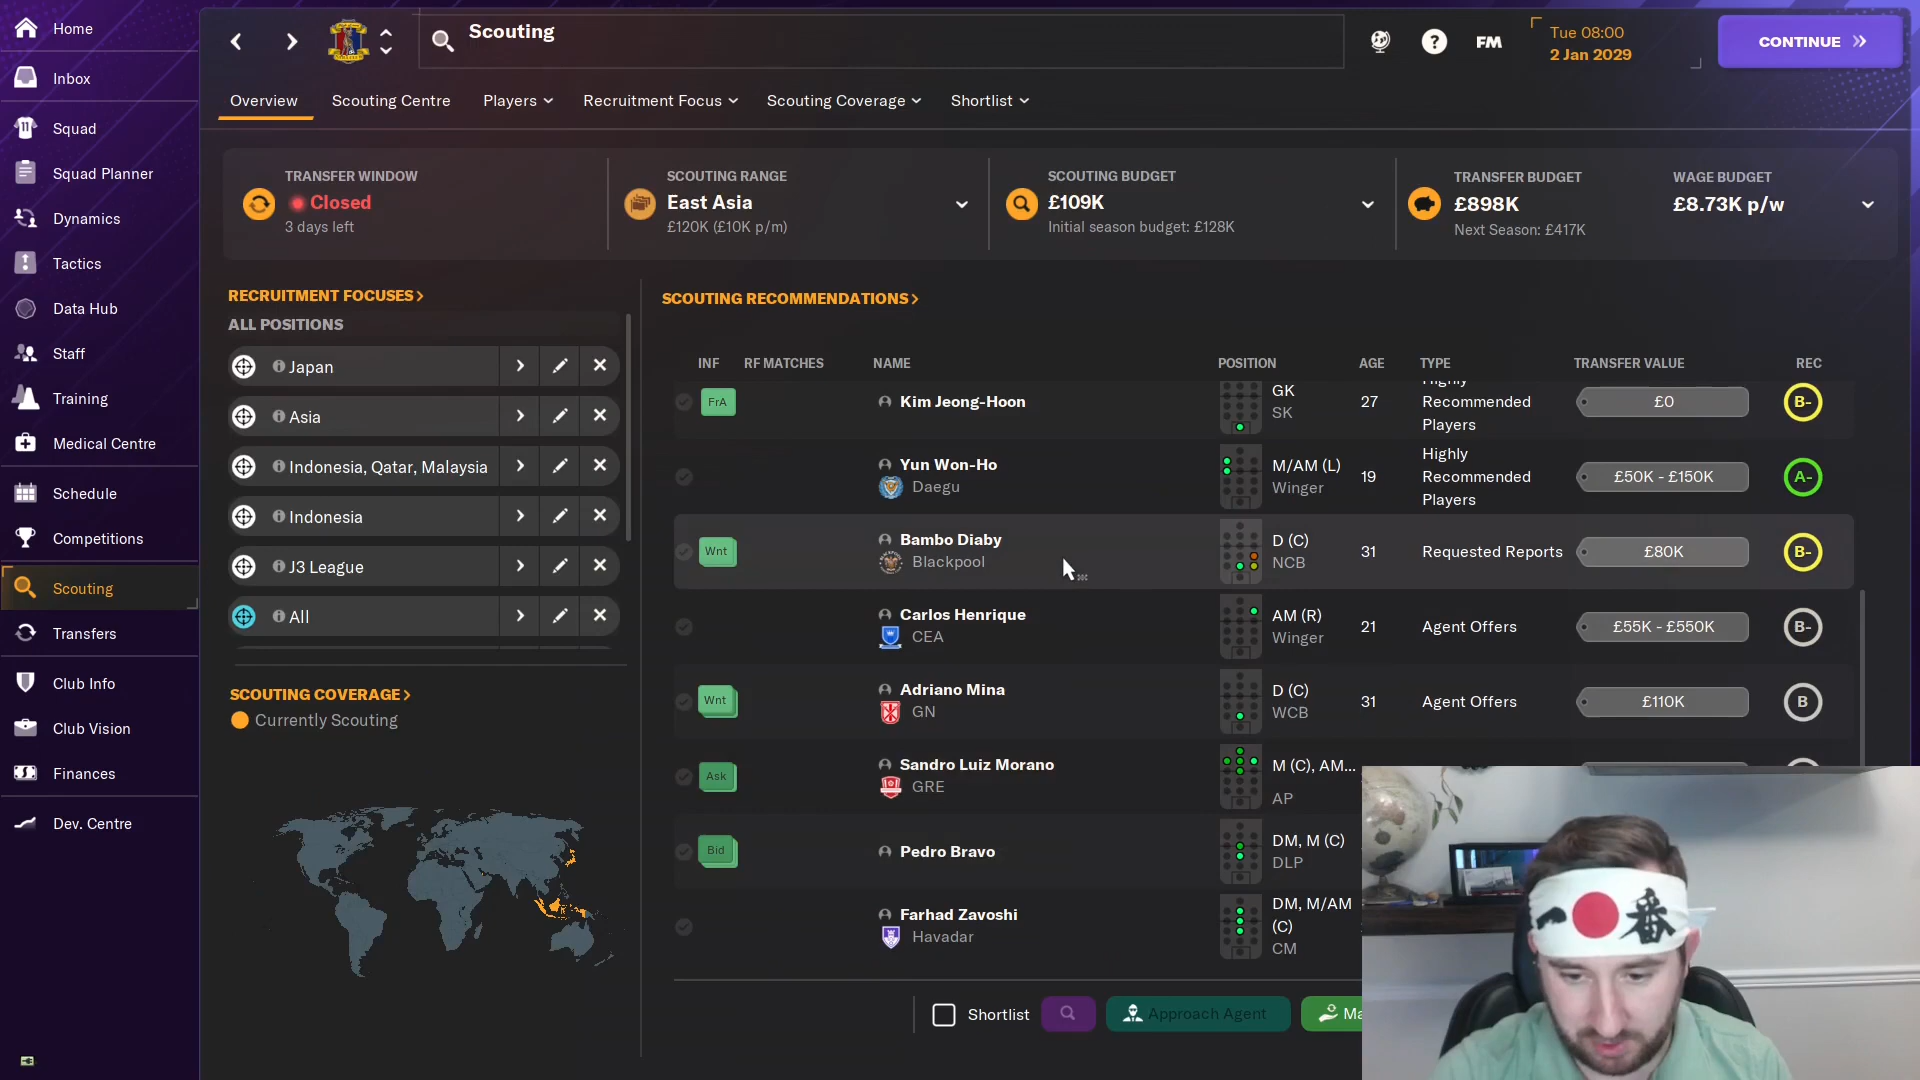 Home
Inbox
Squad
Squad Planner
Dynamics
Tactics
Data Hub
Staff
Training
Medical Centre
Schedule
Competitions
Scouting
Transfers
Club Info
Club Vision
Finances
Dev. Centre
Scouting
?
FM
Tue 08:00
2 Jan 2029
CONTINUE
Overview
Scouting Centre
Players
Recruitment Focus
Scouting Coverage
Shortlist
TRANSFER WINDOW
Closed
3 days left
SCOUTING RANGE
East Asia
£120K (£10K p/m)
SCOUTING BUDGET
£109K
Initial season budget: £128K
TRANSFER BUDGET
£898K
Next Season: £417K
WAGE BUDGET
£8.73K p/w
RECRUITMENT FOCUSES
ALL POSITIONS
Japan
Asia
Indonesia, Qatar, Malaysia
Indonesia
J3 League
All
SCOUTING COVERAGE
Currently Scouting
SCOUTING RECOMMENDATIONS
INF RF MATCHES NAME POSITION AGE TYPE TRANSFER VALUE REC
FrA Kim Jeong-Hoon GK SK 27 Highly Recommended Players £0 B-
Yun Won-Ho Daegu M/AM (L) Winger 19 Highly Recommended Players £50K - £150K A-
Wnt Bambo Diaby Blackpool D (C) NCB 31 Requested Reports £80K B-
Carlos Henrique CEA AM (R) Winger 21 Agent Offers £55K - £550K B-
Wnt Adriano Mina GN D (C) WCB 31 Agent Offers £110K B
Ask Sandro Luiz Morano GRE M (C), AM... AP
Bid Pedro Bravo DM, M (C) DLP
Farhad Zavoshi Havadar DM, M/AM (C) CM
Shortlist
Approach Agent
Ma
一番